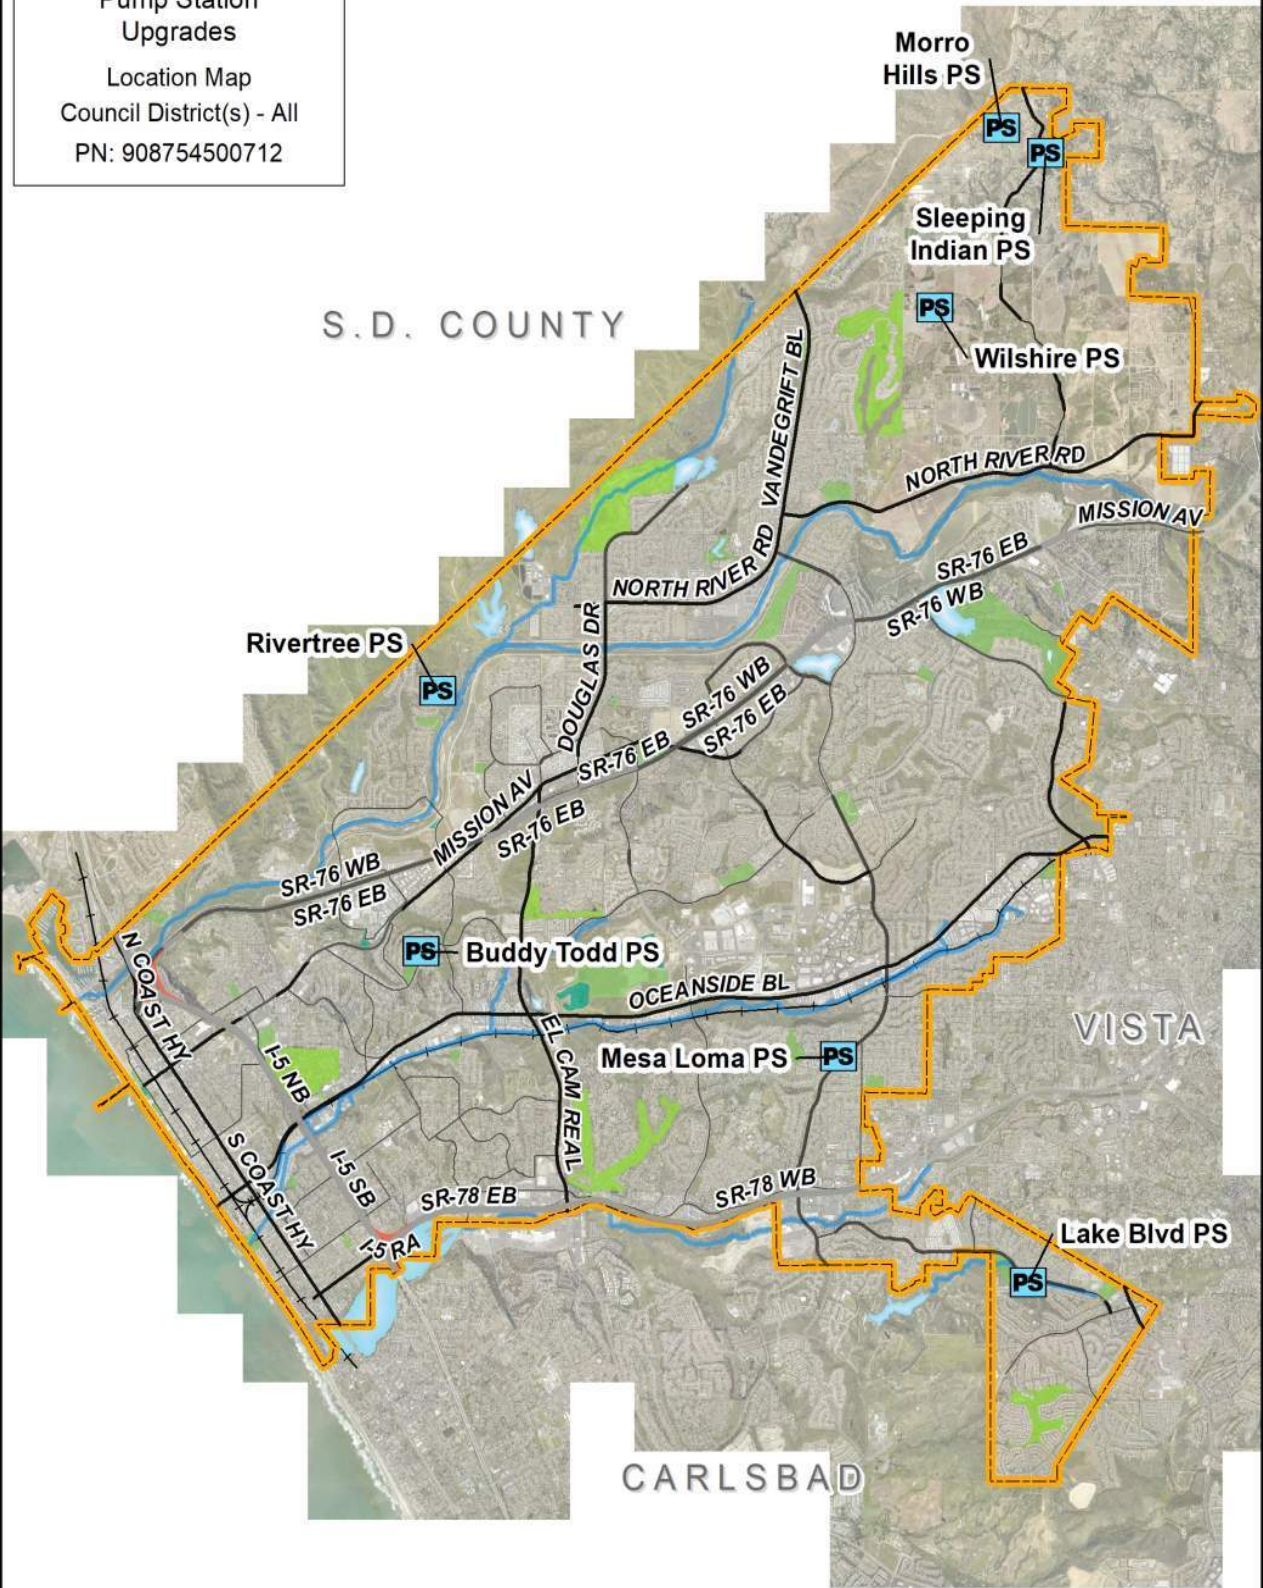 Pump Station
Upgrades
Location Map
Council District(s) - All
PN: 908754500712
Morro
Hills PS
PS
PS
Sleeping
Indian PS
PS
Wilshire PS
S.D. COUNTY
VANDEGRIFT BL
NORTH RIVER RD
MISSION AV
NORTH RIVER RD
SR-76 EB
SR-76 WB
DOUGLAS DR
Rivertree PS
PS
SR-76 WB
SR-76 EB
SR-76 EB
MISSION AV
SR-76 EB
SR-76 WB
SR-76 EB
N COAST HY
PS
Buddy Todd PS
OCEANSIDE BL
EL CAM REAL
VISTA
Mesa Loma PS
PS
I-5 NB
I-5 SB
S COAST HY
SR-78 EB
SR-78 WB
I-5 RA
Lake Blvd PS
PS
CARLSBAD